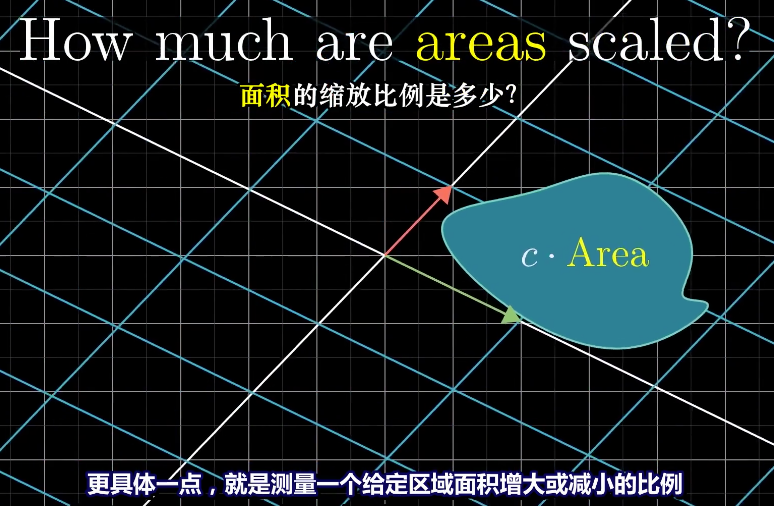 How much are areas scaled?
面积的缩放比例是多少?
c · Area
更具体一点，就是测量一个给定区域面积增大或减小的比例